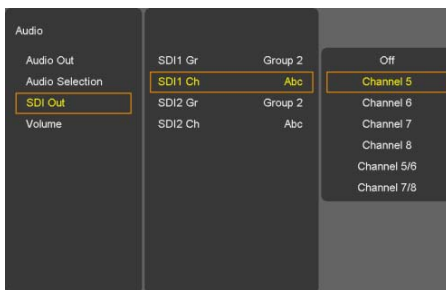 Audio
Audio Out
Audio Selection
SDI Out
Volume
SDI1 Gr Group 2
SDI1 Ch Abc
SDI2 Gr Group 2
SDI2 Ch Abc
Off
Channel 5
Channel 6
Channel 7
Channel 8
Channel 5/6
Channel 7/8